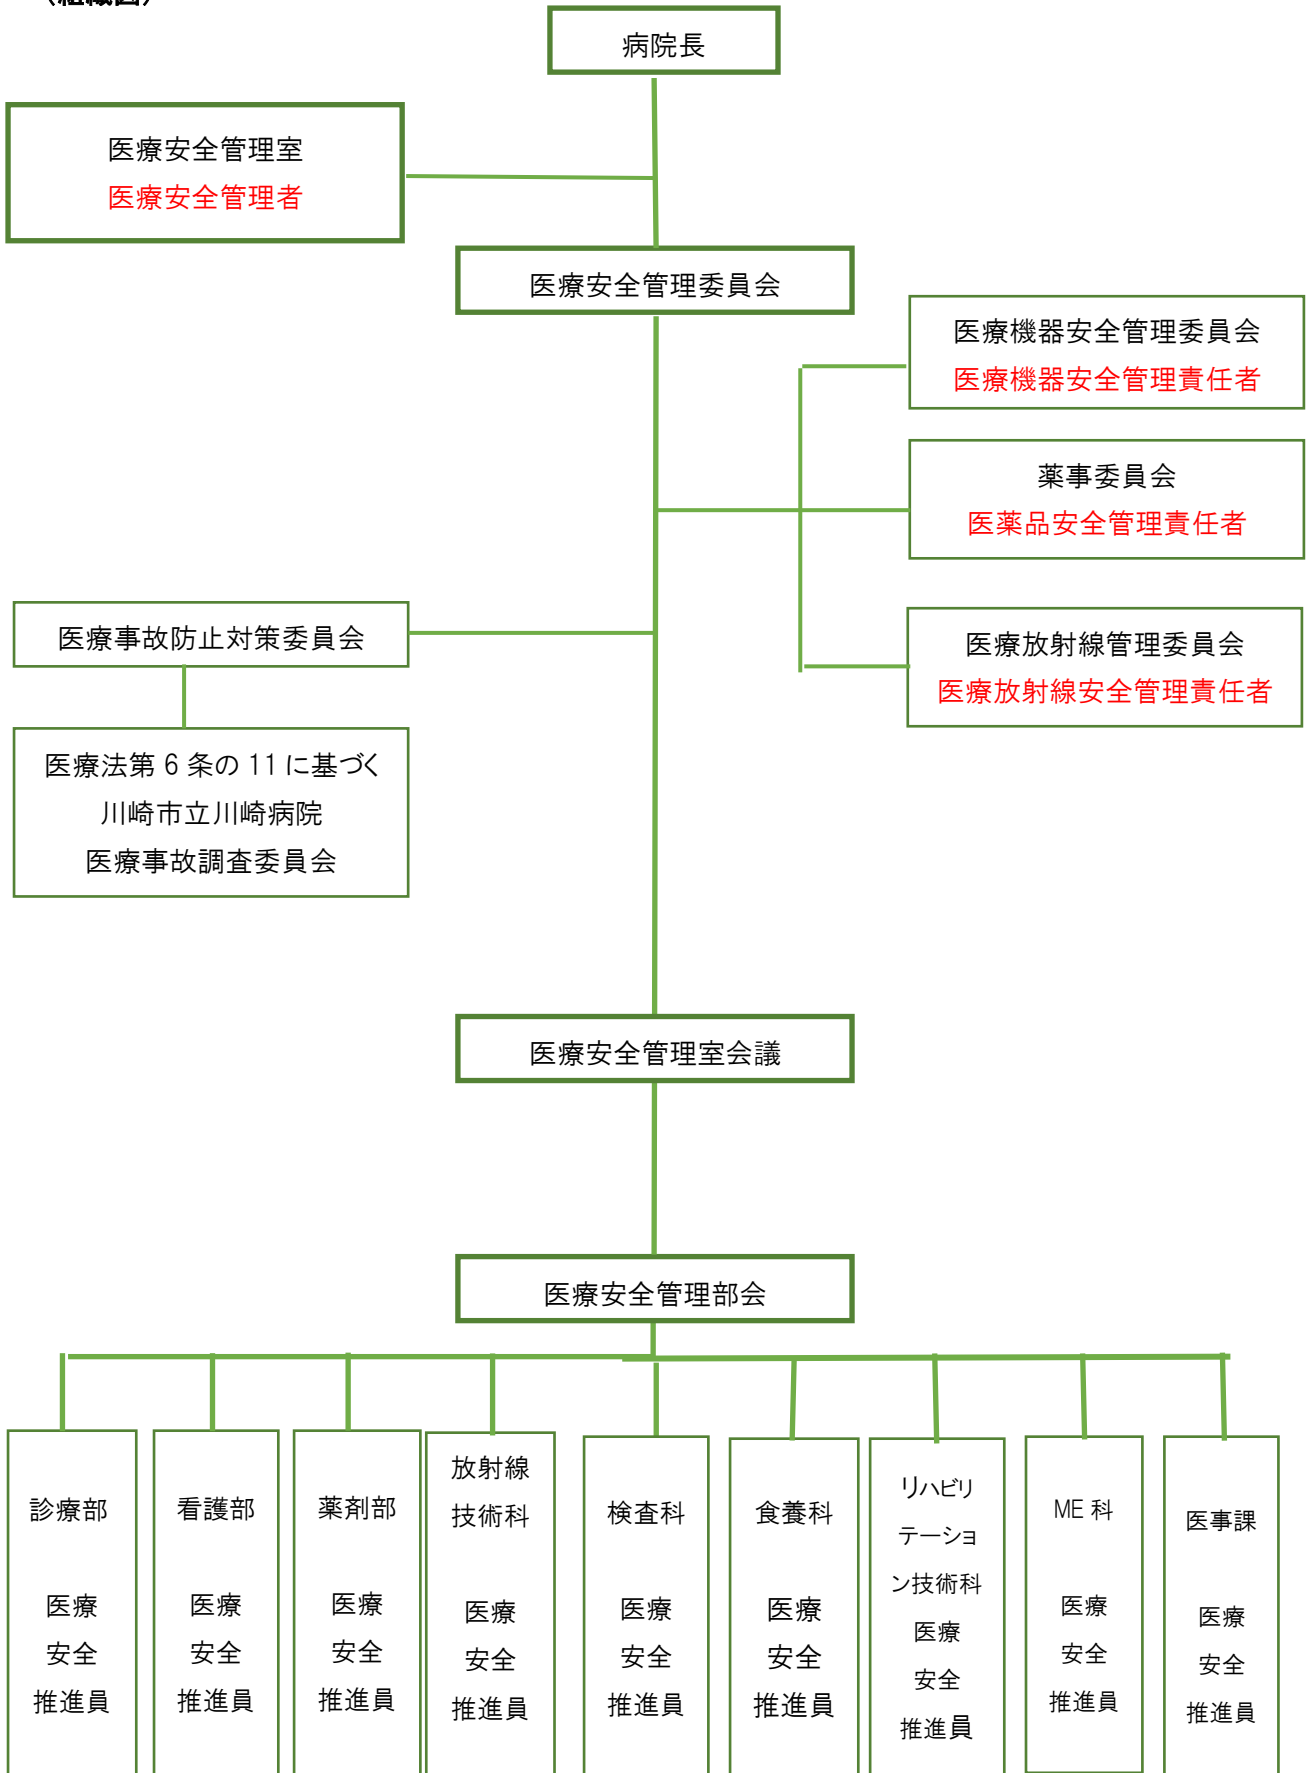 （組織図）
病院長
医療安全管理室
医療安全管理者
医療安全管理委員会
医療機器安全管理委員会
医療機器安全管理責任者
薬事委員会
医薬品安全管理責任者
医療事故防止対策委員会
医療放射線管理委員会
医療放射線安全管理責任者
医療法第 6 条の 11 に基づく
川崎市立川崎病院
医療事故調査委員会
医療安全管理室会議
医療安全管理部会
診療部
医療
安全
推進員
看護部
医療
安全
推進員
薬剤部
医療
安全
推進員
放射線
技術科
医療
安全
推進員
検査科
医療
安全
推進員
食養科
医療
安全
推進員
リハビリ
テーショ
ン技術科
医療
安全
推進員
ME 科
医療
安全
推進員
医事課
医療
安全
推進員